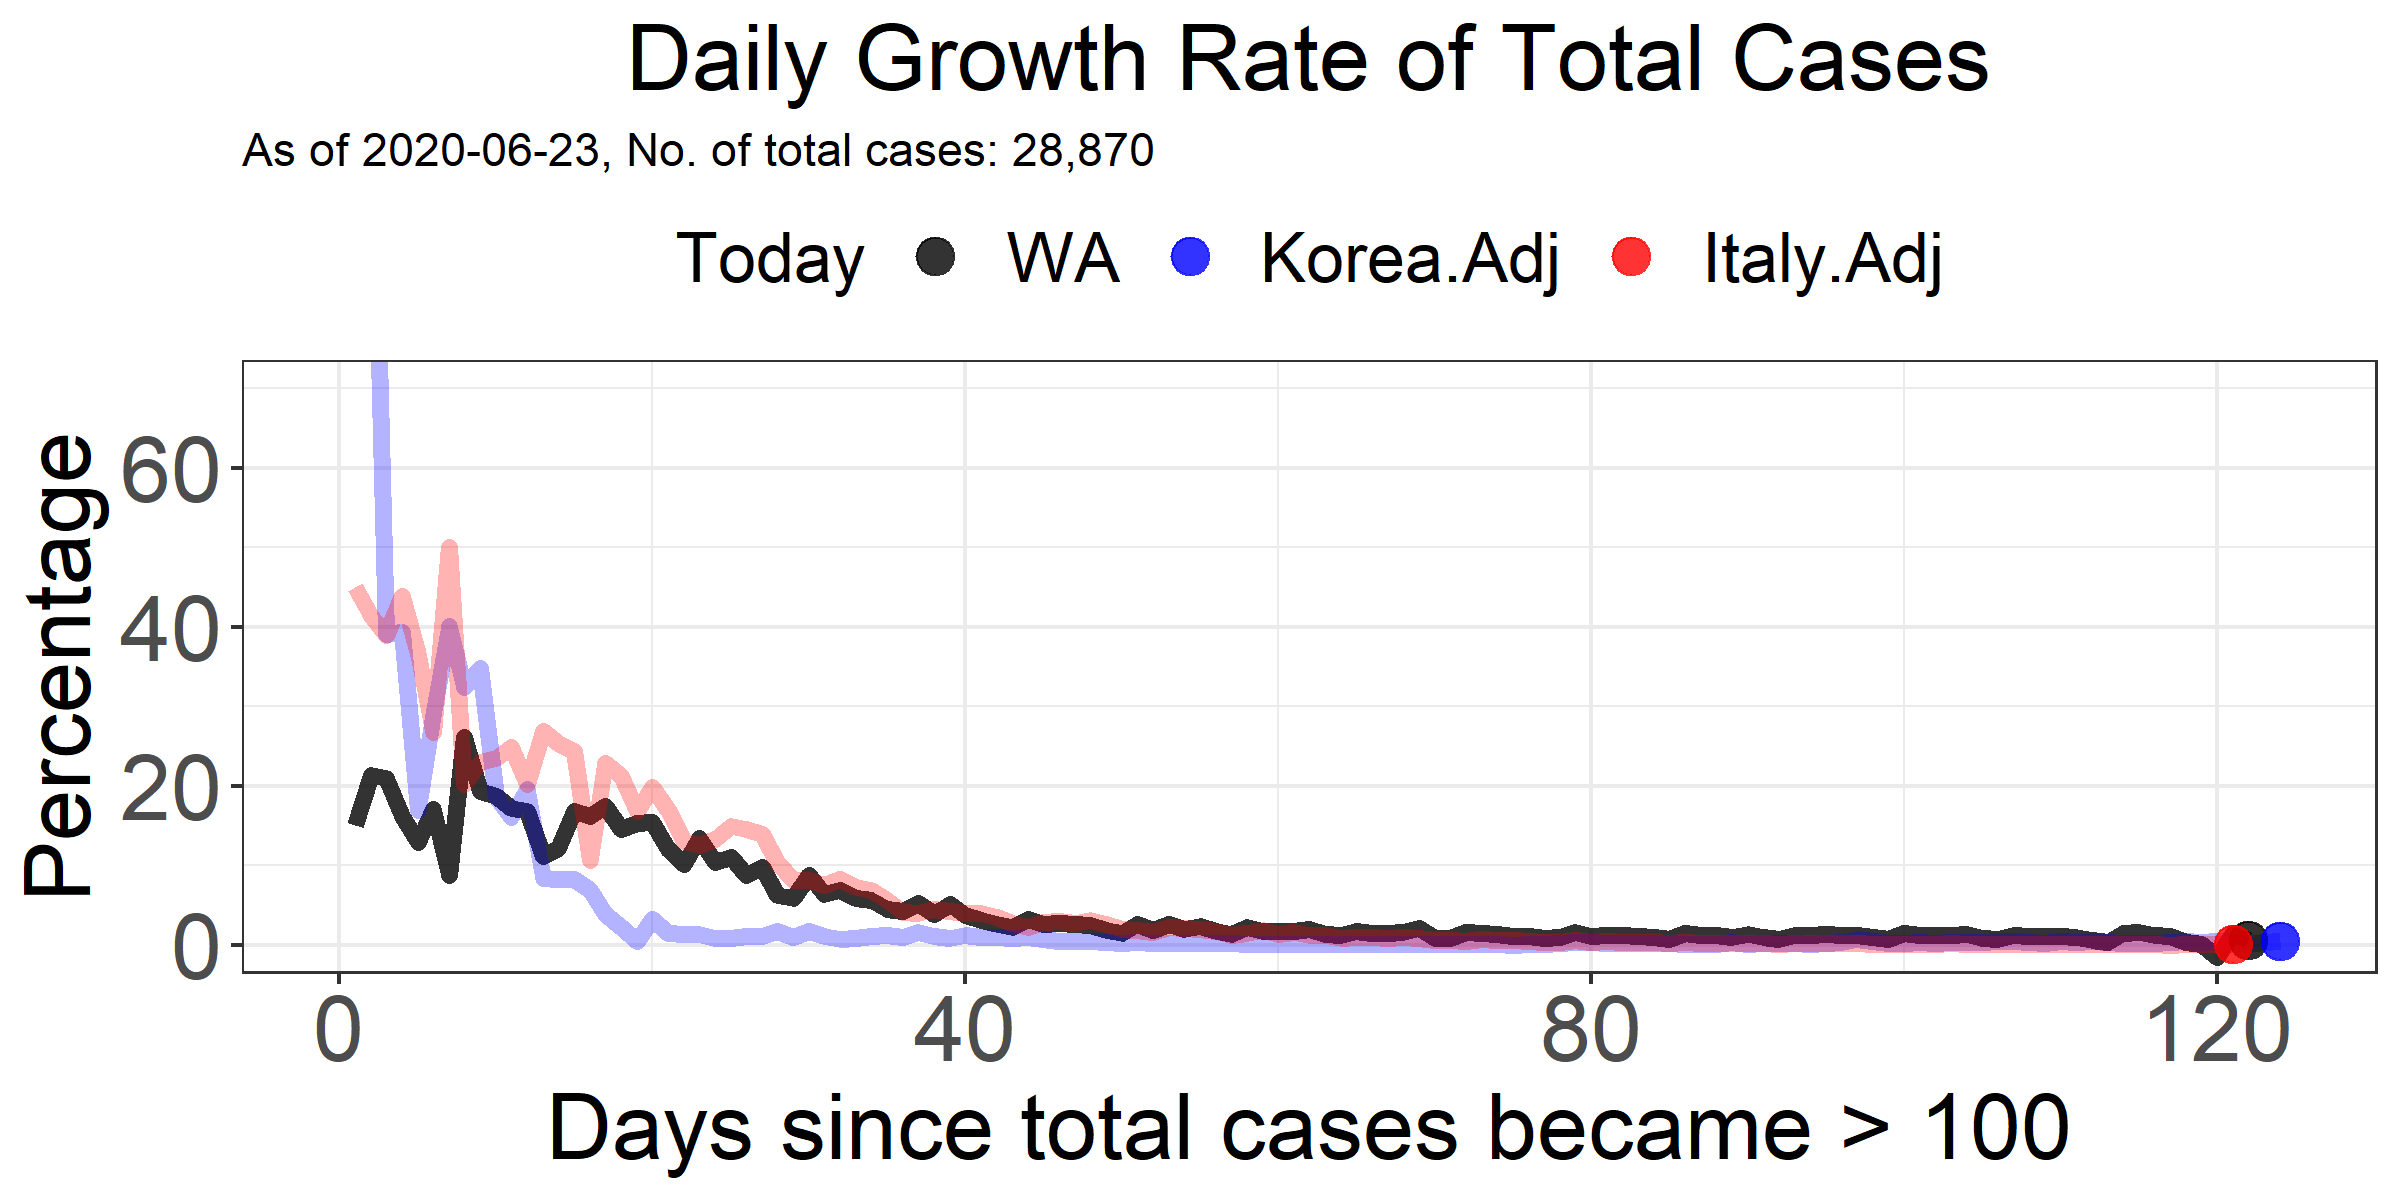 Daily Growth Rate of Total Cases
As of 2020-06-23, No. of total cases: 28,870
Today WA Korea.Adj Italy.Adj
Percentage
60
40
20
0
0 40 80 120
Days since total cases became > 100